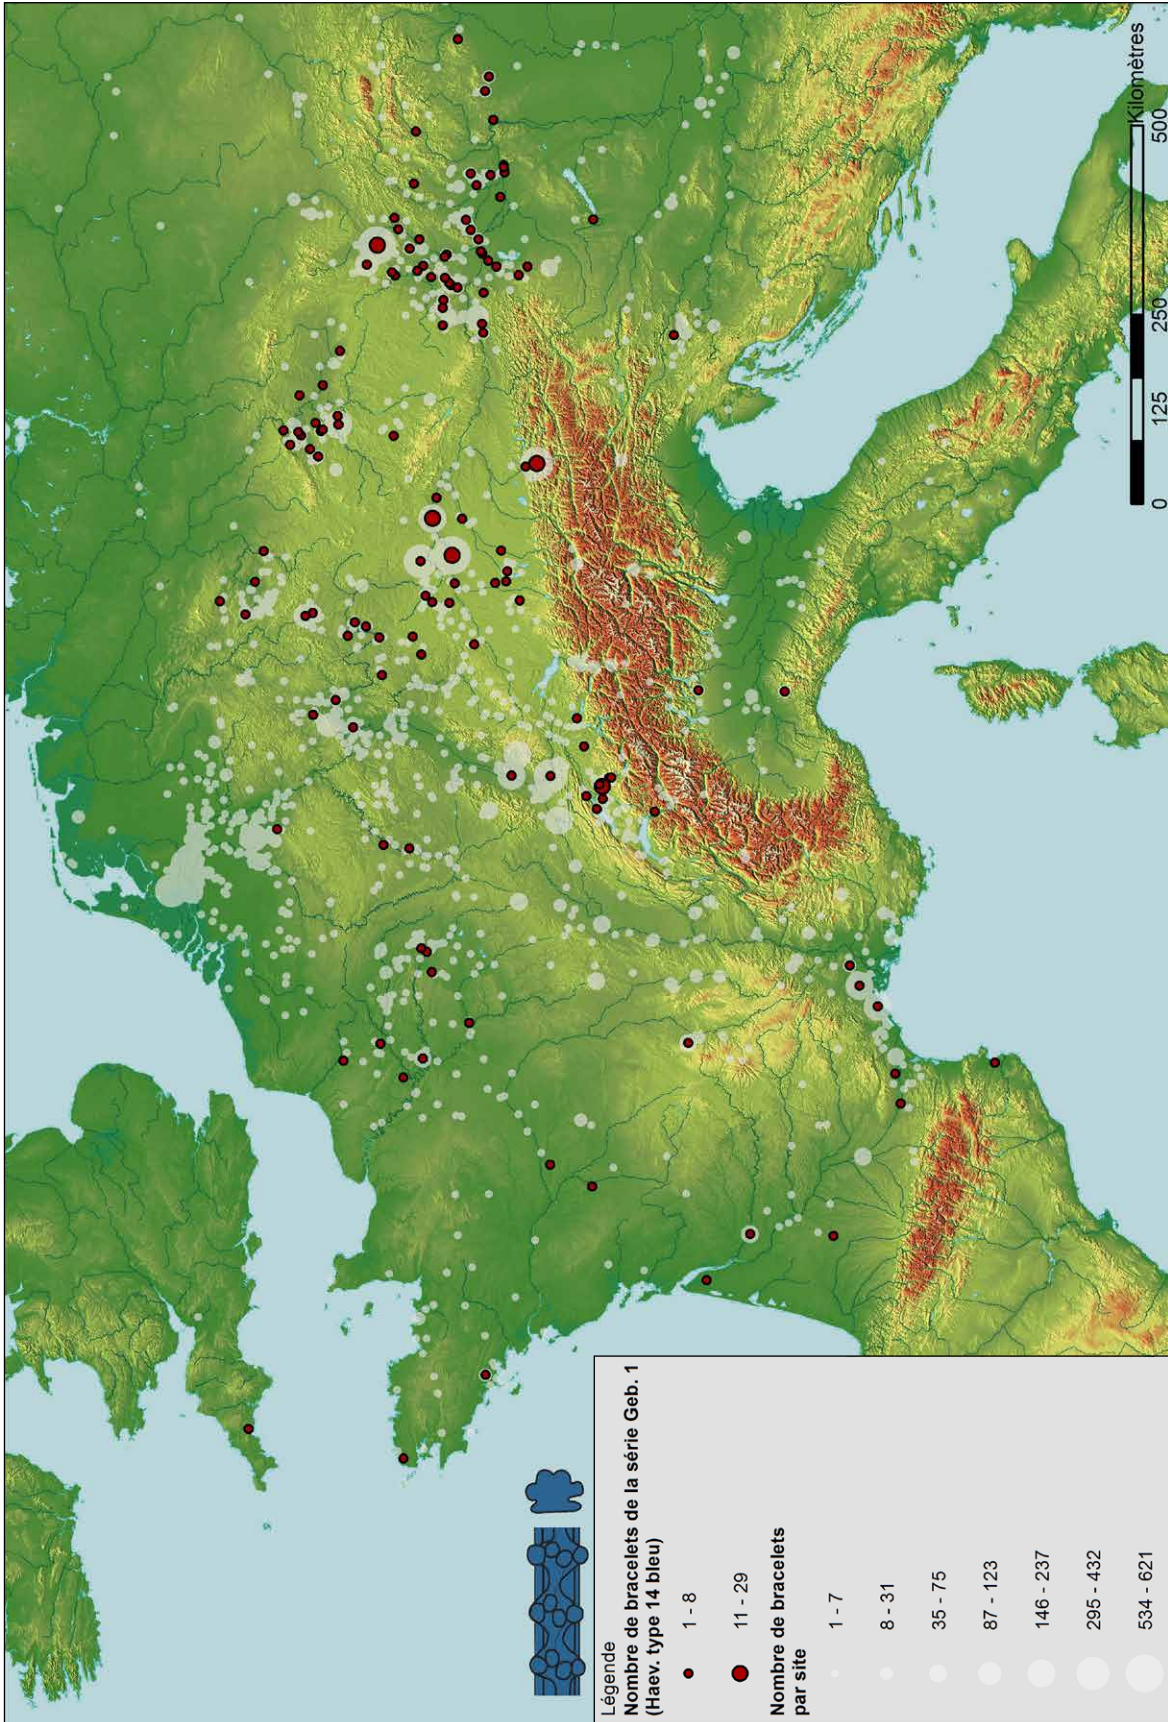 Légende
Nombre de bracelets de la série Geb. 1
(Haev. type 14 bleu)
1 - 8
11 - 29
Nombre de bracelets
par site
1 - 7
8 - 31
35 - 75
87 - 123
146 - 237
295 - 432
534 - 621
0 125 250 500
Kilomètres